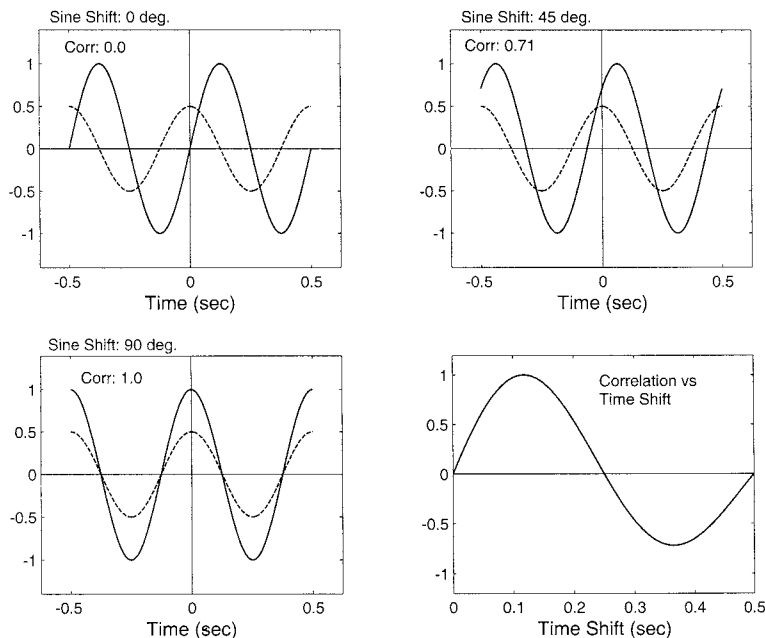 Sine Shift: 0 deg.
Corr: 0.0
1
0.5
0
-0.5
-1
-0.5
0
0.5
Time (sec)
Sine Shift: 45 deg.
Corr: 0.71
1
0.5
0
-0.5
-1
-0.5
0
0.5
Time (sec)
Sine Shift: 90 deg.
Corr: 1.0
1
0.5
0
-0.5
-1
-0.5
0
0.5
Time (sec)
Correlation vs
Time Shift
1
0.5
0
-0.5
-1
0
0.1
0.2
0.3
0.4
0.5
Time Shift (sec)